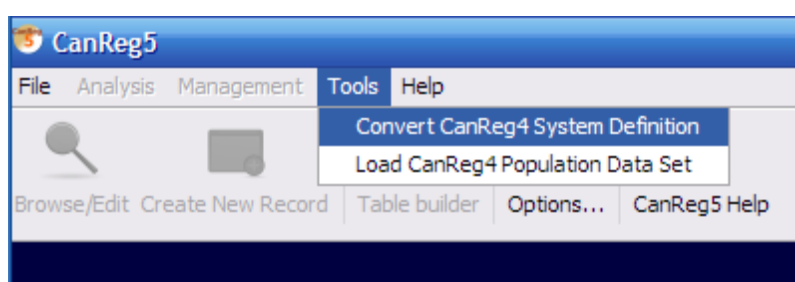 CanReg5
File Analysis Management Tools Help
Convert CanReg4 System Definition
Load CanReg4 Population Data Set
Browse/Edit Create New Record Table builder Options... CanReg5 Help